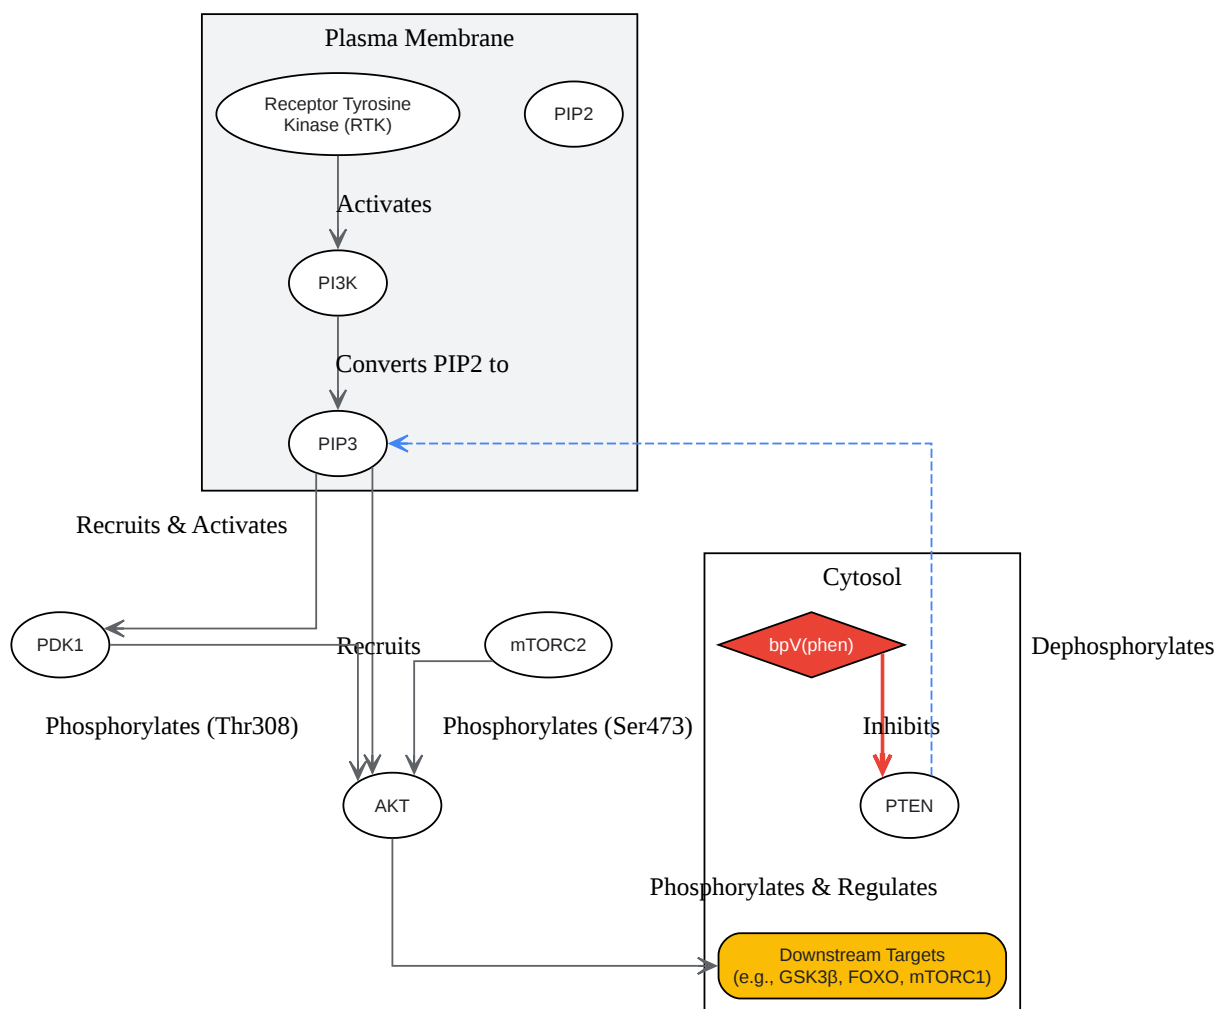 Plasma Membrane
Receptor Tyrosine
Kinase (RTK)
PIP2
Activates
PI3K
Converts PIP2 to
PIP3
Recruits & Activates
Cytosol
PDK1
Recruits
mTORC2
bpV(phen)
Dephosphorylates
Phosphorylates (Thr308)
Phosphorylates (Ser473)
Inhibits
AKT
PTEN
Phosphorylates & Regulates
Downstream Targets
(e.g., GSK3β, FOXO, mTORC1)